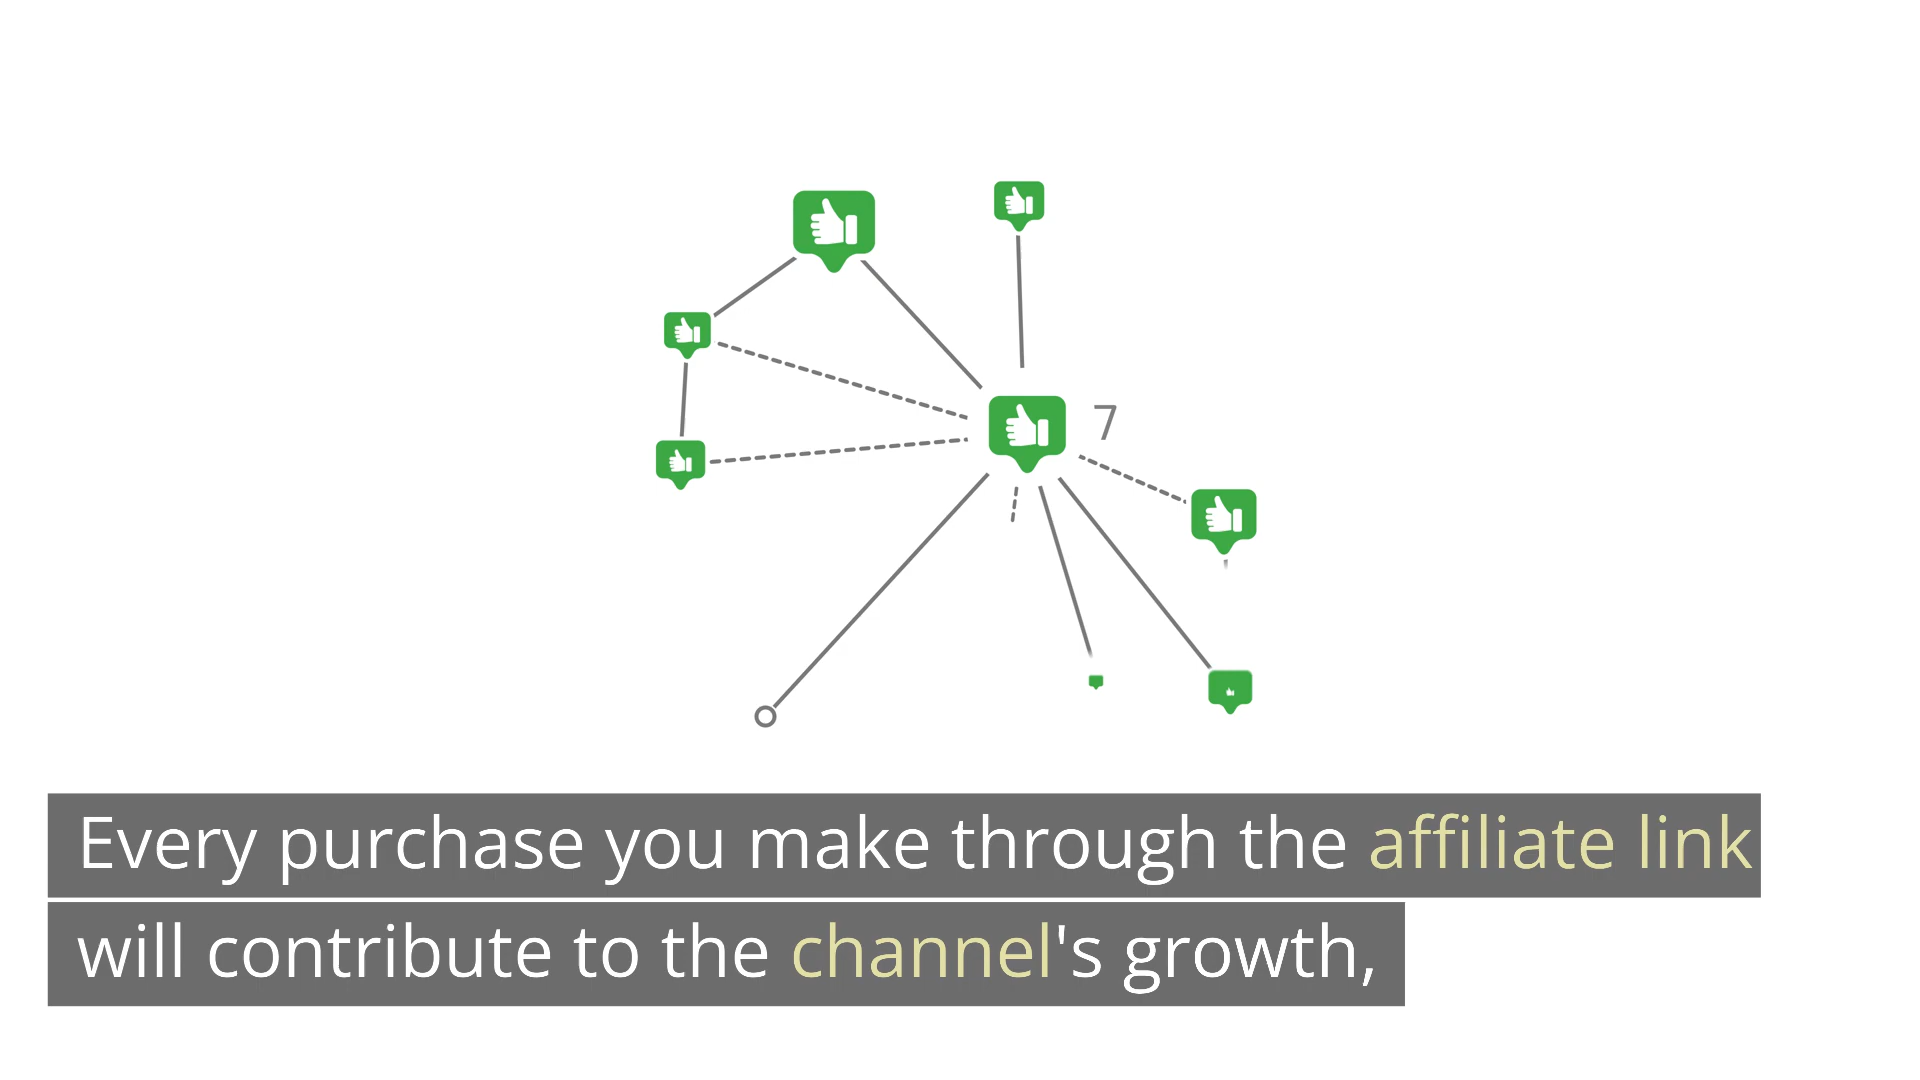 7
Every purchase you make through the affiliate link
will contribute to the channel's growth,